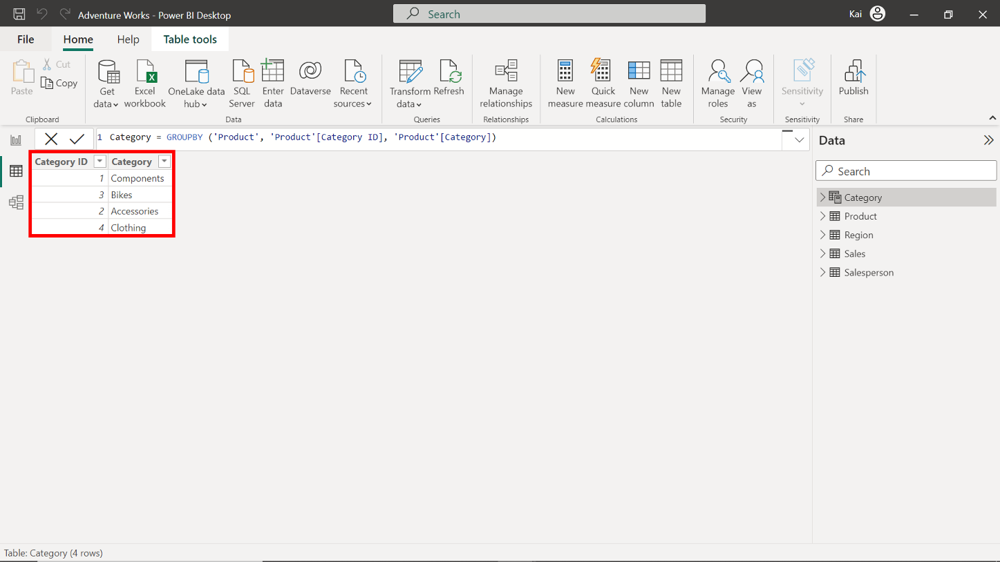 Adventure Works - Power BI Desktop
Search
Kai
File
Home
Help
Table tools
Paste
Cut
Copy
Clipboard
Get data
Excel workbook
OneLake data hub
SQL Server
Enter data
Dataverse
Recent sources
Data
Transform data
Refresh
Queries
Manage relationships
Relationships
New measure
Quick measure
New column
New table
Calculations
Manage roles
View as
Security
Sensitivity
Sensitivity
Publish
Share
1 Category = GROUPBY ('Product', 'Product'[Category ID], 'Product'[Category])
Category ID Category
1 Components
3 Bikes
2 Accessories
4 Clothing
Data
Search
Category
Product
Region
Sales
Salesperson
Table: Category (4 rows)